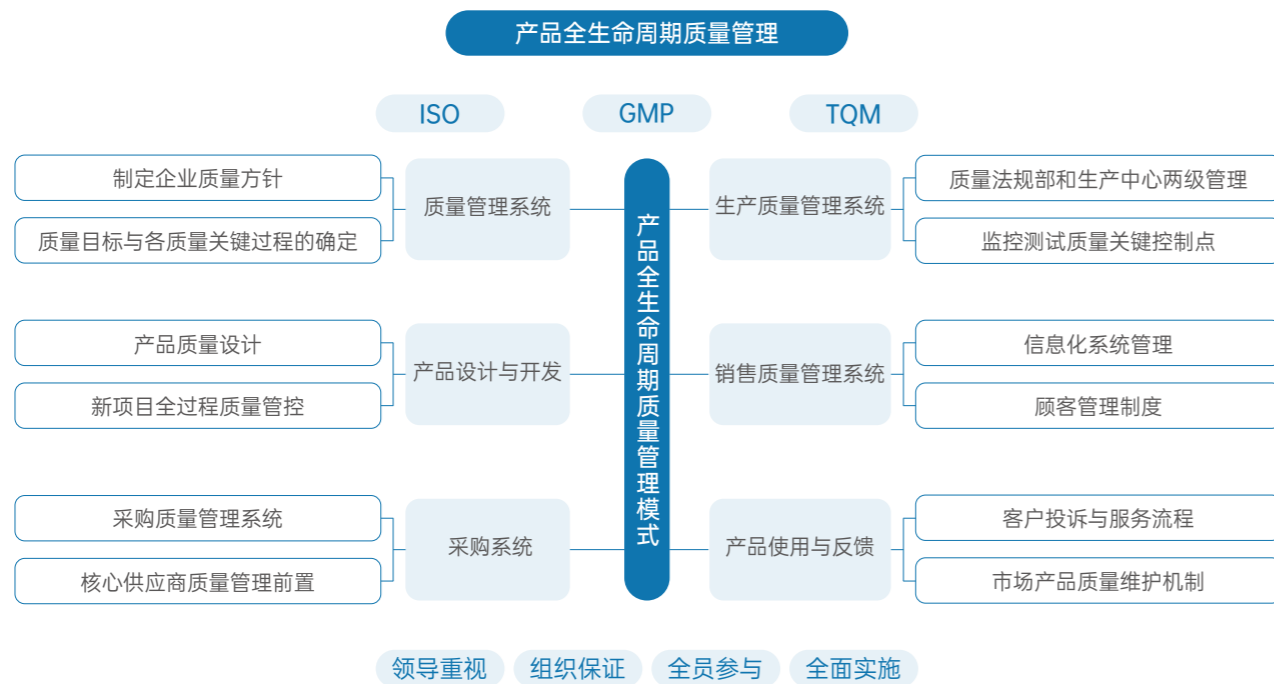 产品全生命周期质量管理
ISO
GMP
TQM
制定企业质量方针
质量目标与各质量关键过程的确定
质量管理系统
产品质量设计
新项目全过程质量管控
产品设计与开发
采购质量管理系统
核心供应商质量管理前置
采购系统
产品全生命周期质量管理模式
生产质量管理系统
质量法规部和生产中心两级管理
监控测试质量关键控制点
销售质量管理系统
信息化系统管理
顾客管理制度
产品使用与反馈
客户投诉与服务流程
市场产品质量维护机制
领导重视
组织保证
全员参与
全面实施